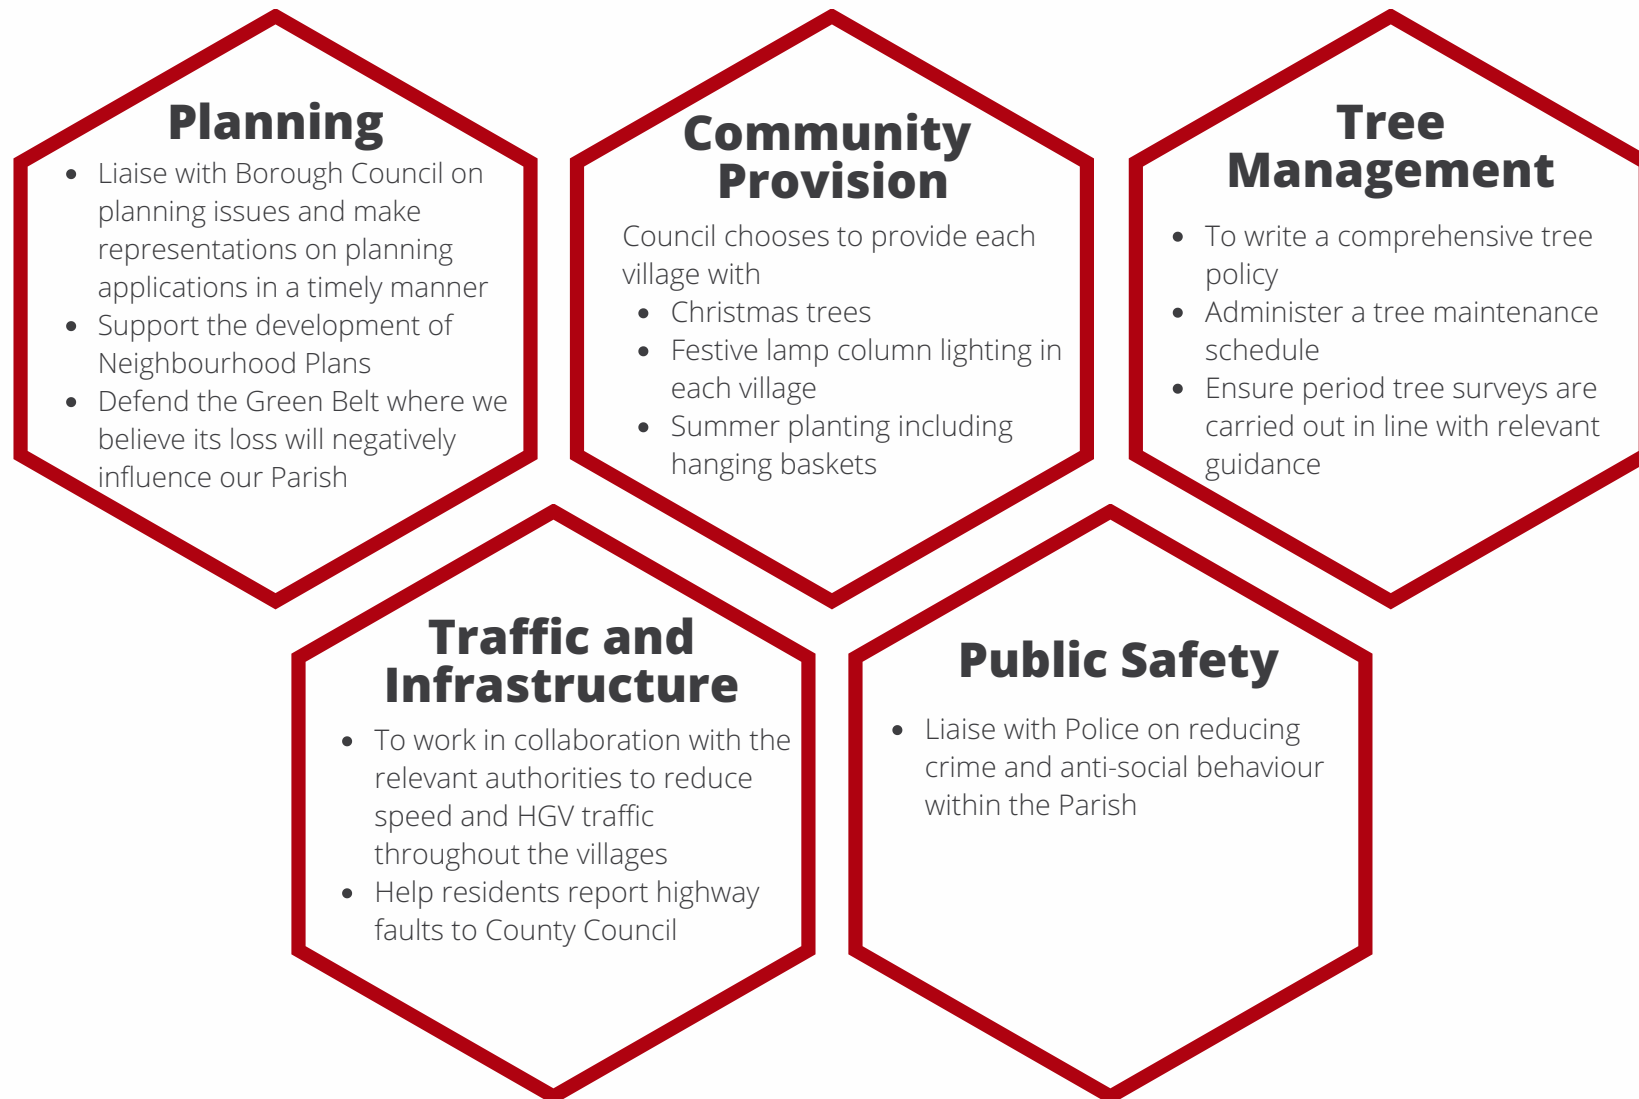 Planning
• Liaise with Borough Council on
planning issues and make
representations on planning
applications in a timely manner
• Support the development of
Neighbourhood Plans
• Defend the Green Belt where we
believe its loss will negatively
influence our Parish
Community
Provision
Council chooses to provide each
village with
• Christmas trees
• Festive lamp column lighting in
each village
• Summer planting including
hanging baskets
Tree
Management
• To write a comprehensive tree
policy
• Administer a tree maintenance
schedule
• Ensure period tree surveys are
carried out in line with relevant
guidance
Traffic and
Infrastructure
• To work in collaboration with the
relevant authorities to reduce
speed and HGV traffic
throughout the villages
• Help residents report highway
faults to County Council
Public Safety
• Liaise with Police on reducing
crime and anti-social behaviour
within the Parish